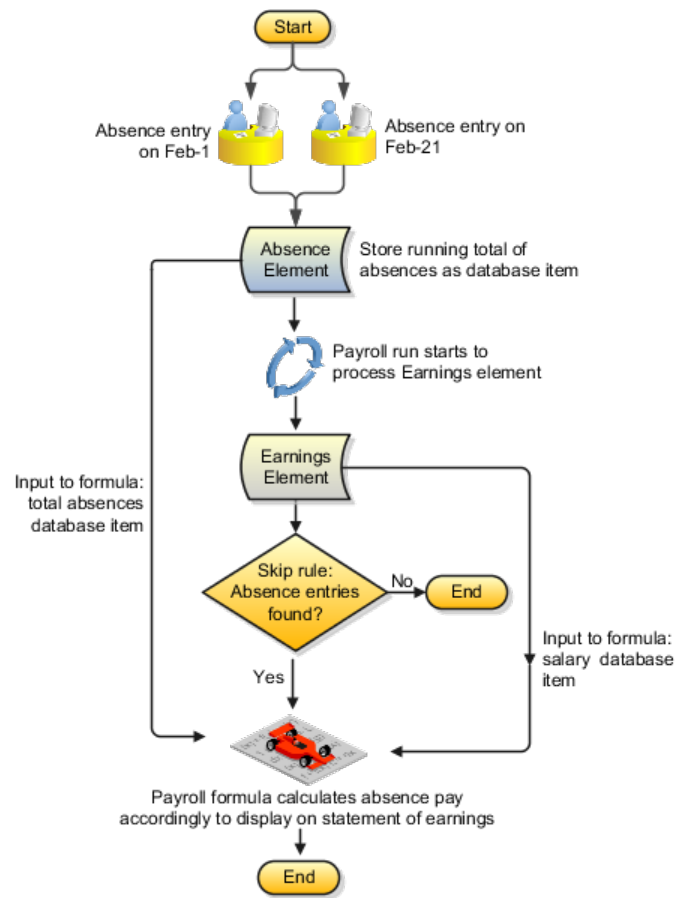 Start
Absence entry
on Feb-1
Absence entry on
Feb-21
Absence
Element
Store running total of
absences as database item
Payroll run starts to
process Earnings element
Earnings
Element
Input to formula:
total absences
database item
Skip rule:
Absence entries
found?
No
End
Input to formula:
salary database
item
Yes
Payroll formula calculates absence pay
accordingly to display on statement of earnings
End